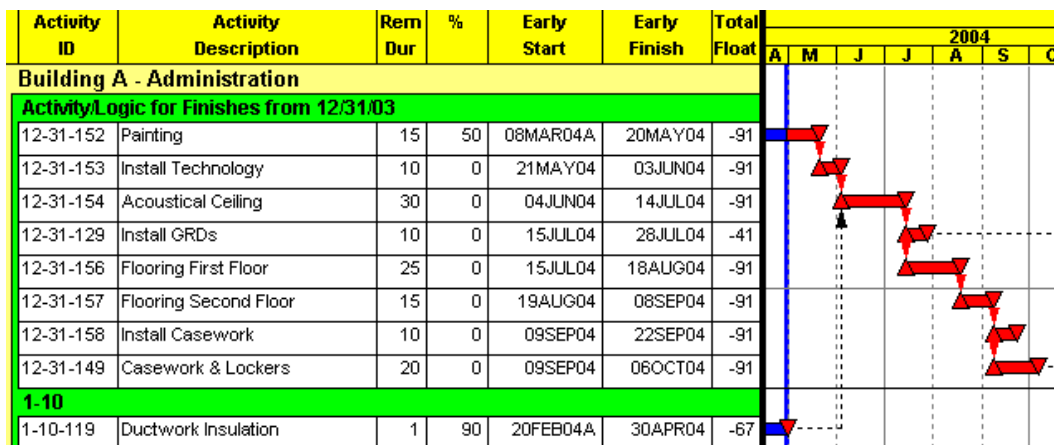 Activity ID Activity Description Rem Dur % Early Start Early Finish Total Float
2004
A M J J A S O
Building A - Administration
Activity/Logic for Finishes from 12/31/03
12-31-152 Painting 15 50 08MAR04A 20MAY04 -91
12-31-153 Install Technology 10 0 21MAY04 03JUN04 -91
12-31-154 Acoustical Ceiling 30 0 04JUN04 14JUL04 -91
12-31-129 Install GRDs 10 0 15JUL04 28JUL04 -41
12-31-156 Flooring First Floor 25 0 15JUL04 18AUG04 -91
12-31-157 Flooring Second Floor 15 0 19AUG04 08SEP04 -91
12-31-158 Install Casework 10 0 09SEP04 22SEP04 -91
12-31-149 Casework & Lockers 20 0 09SEP04 06OCT04 -91
1-10
1-10-119 Ductwork Insulation 1 90 20FEB04A 30APR04 -67